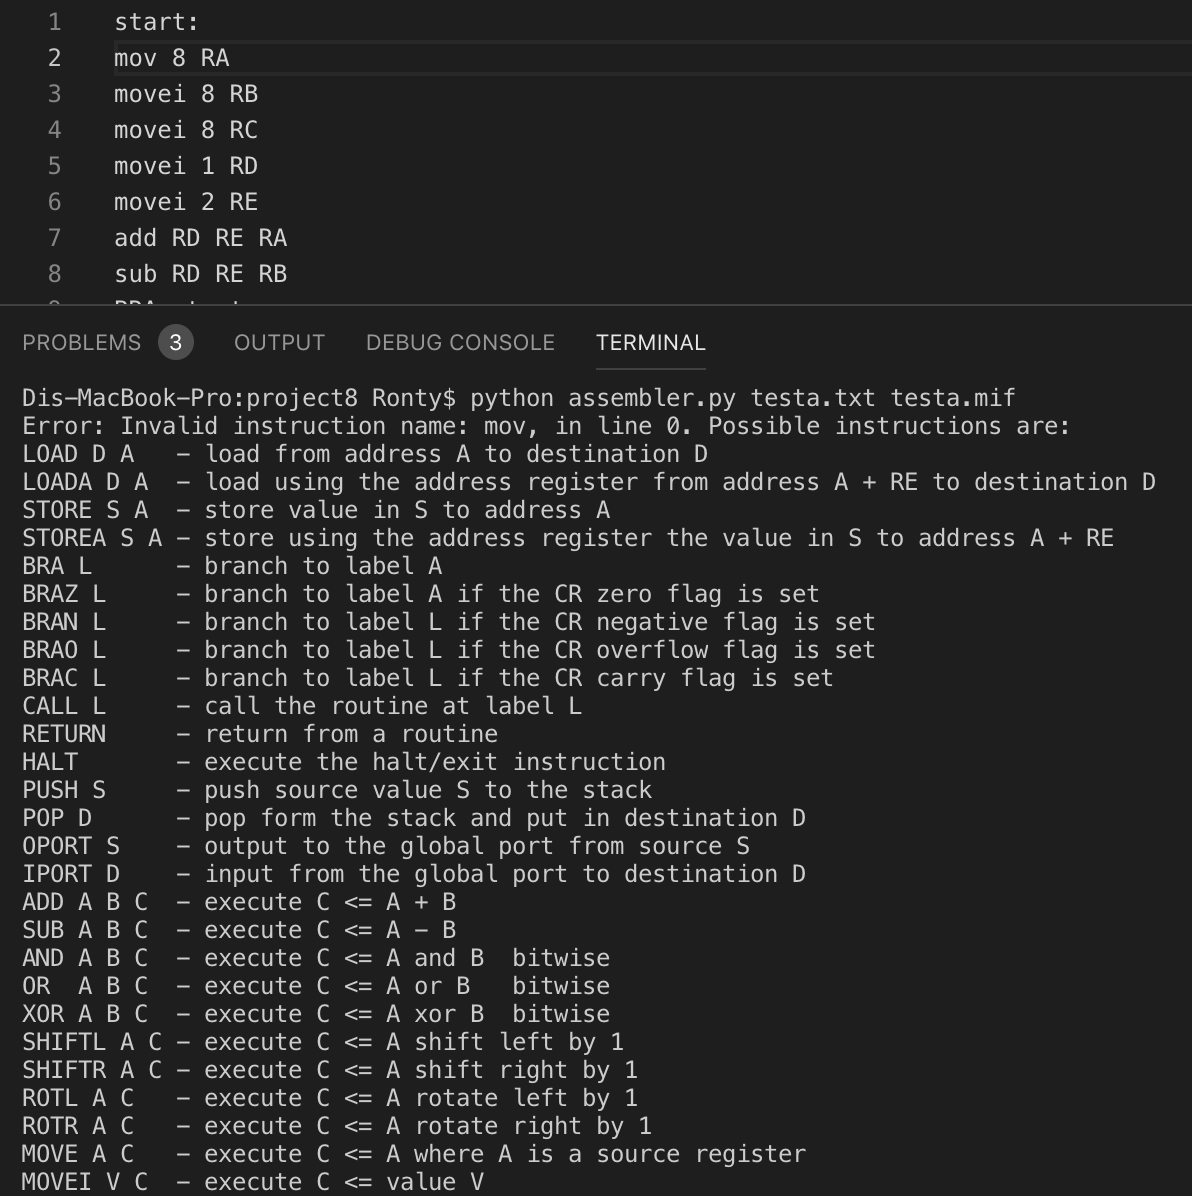 1 start:
2 mov 8 RA
3 movei 8 RB
4 movei 8 RC
5 movei 1 RD
6 movei 2 RE
7 add RD RE RA
8 sub RD RE RB
PROBLEMS 3 OUTPUT DEBUG CONSOLE TERMINAL
Dis-MacBook-Pro:project8 Ronty$ python assembler.py testa.txt testa.mif
Error: Invalid instruction name: mov, in line 0. Possible instructions are:
LOAD D A   - load from address A to destination D
LOADA D A  - load using the address register from address A + RE to destination D
STORE S A  - store value in S to address A
STOREA S A - store using the address register the value in S to address A + RE
BRA L      - branch to label A
BRAZ L     - branch to label A if the CR zero flag is set
BRAN L     - branch to label L if the CR negative flag is set
BRAO L     - branch to label L if the CR overflow flag is set
BRAC L     - branch to label L if the CR carry flag is set
CALL L     - call the routine at label L
RETURN     - return from a routine
HALT       - execute the halt/exit instruction
PUSH S     - push source value S to the stack
POP D      - pop form the stack and put in destination D
OPORT S    - output to the global port from source S
IPORT D    - input from the global port to destination D
ADD A B C  - execute C <= A + B
SUB A B C  - execute C <= A - B
AND A B C  - execute C <= A and B  bitwise
OR  A B C  - execute C <= A or B   bitwise
XOR A B C  - execute C <= A xor B  bitwise
SHIFTL A C - execute C <= A shift left by 1
SHIFTR A C - execute C <= A shift right by 1
ROTL A C   - execute C <= A rotate left by 1
ROTR A C   - execute C <= A rotate right by 1
MOVE A C   - execute C <= A where A is a source register
MOVEI V C  - execute C <= value V